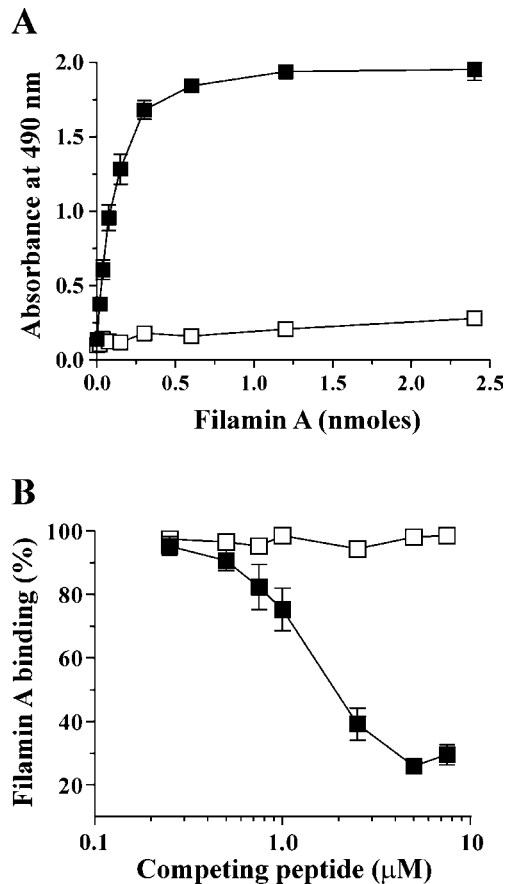 A
Absorbance at 490 nm
2.0
1.5
1.0
0.5
0.0
0.0 0.5 1.0 1.5 2.0 2.5
Filamin A (nmoles)
B
Filamin A binding (%)
100
80
60
40
20
0.1 1.0 10
Competing peptide (μM)